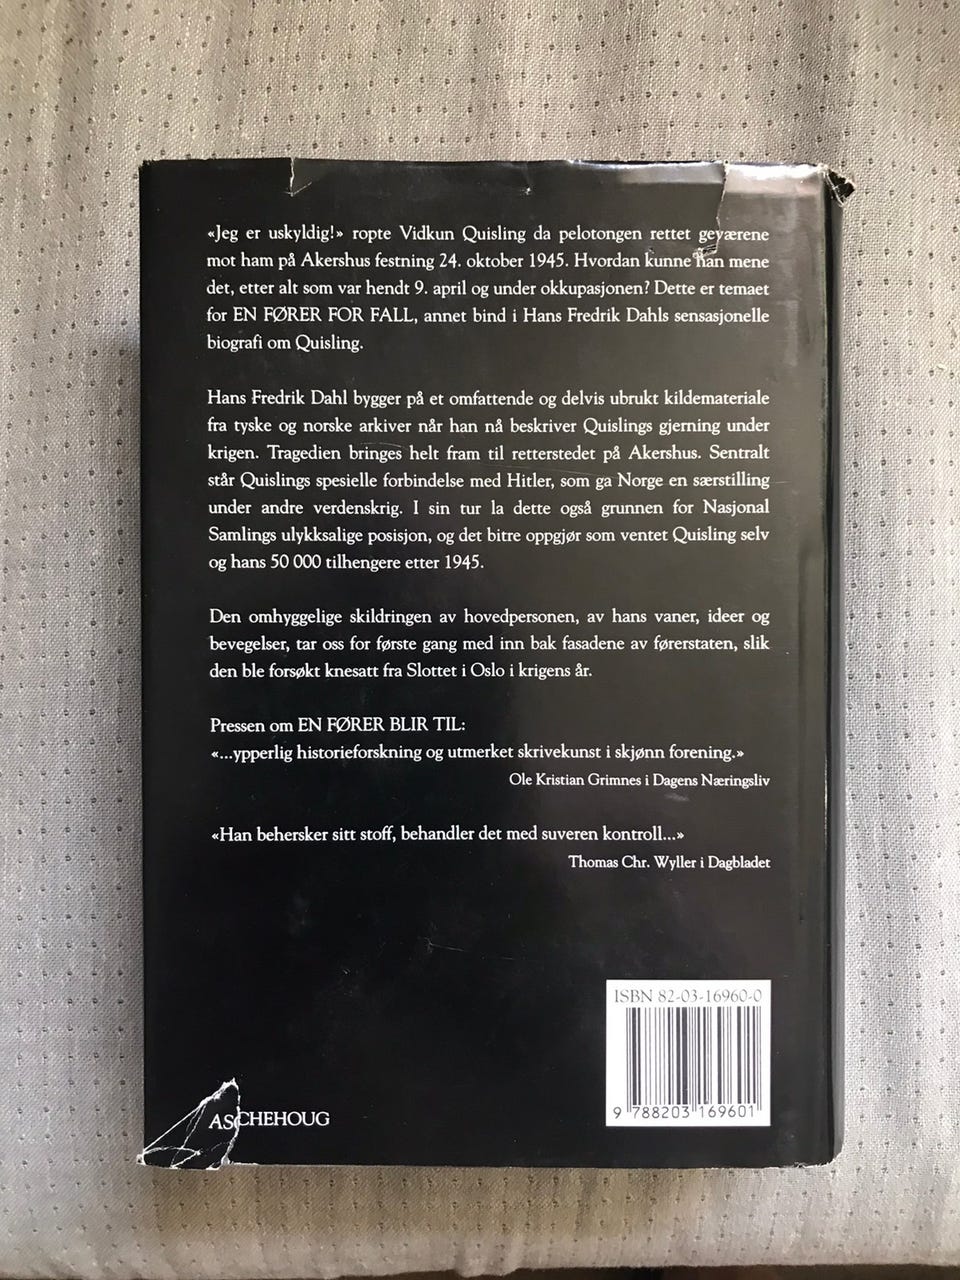 «Jeg er uskyldig!» ropte Vidkun Quisling da pelotongen rettet geværene
mot ham på Akershus festning 24. oktober 1945. Hvordan kunne han mene
det, etter alt som var hendt 9. april og under okkupasjonen? Dette er temaet
for EN FØRER FOR FALL, annet bind i Hans Fredrik Dahls sensasjonelle
biografi om Quisling.
Hans Fredrik Dahl bygger på et omfattende og delvis ubrukt kildemateriale
fra tyske og norske arkiver når han nå beskriver Quislings gjerning under
krigen. Tragedien bringes helt fram til retterstedet på Akershus. Sentralt
står Quislings spesielle forbindelse med Hitler, som ga Norge en særstilling
under andre verdenskrig. I sin tur la dette også grunnen for Nasjonal
Samlings ulykksalige posisjon, og det bitre oppgjør som ventet Quisling selv
og hans 50 000 tilhengere etter 1945.
Den omhyggelige skildringen av hovedpersonen, av hans vaner, ideer og
bevegelser, tar oss for første gang med inn bak fasadene av førerstaten, slik
den ble forsøkt knesatt fra Slottet i Oslo i krigens år.
Pressen om EN FØRER BLIR TIL:
«...ypperlig historieforskning og utmerket skrivekunst i skjønn forening.»
Ole Kristian Grimnes i Dagens Næringsliv
«Han behersker sitt stoff, behandler det med suveren kontroll...»
Thomas Chr. Wyller i Dagbladet
ISBN 82-03-16960-0
9 788203 169601
ASCHEHOUG